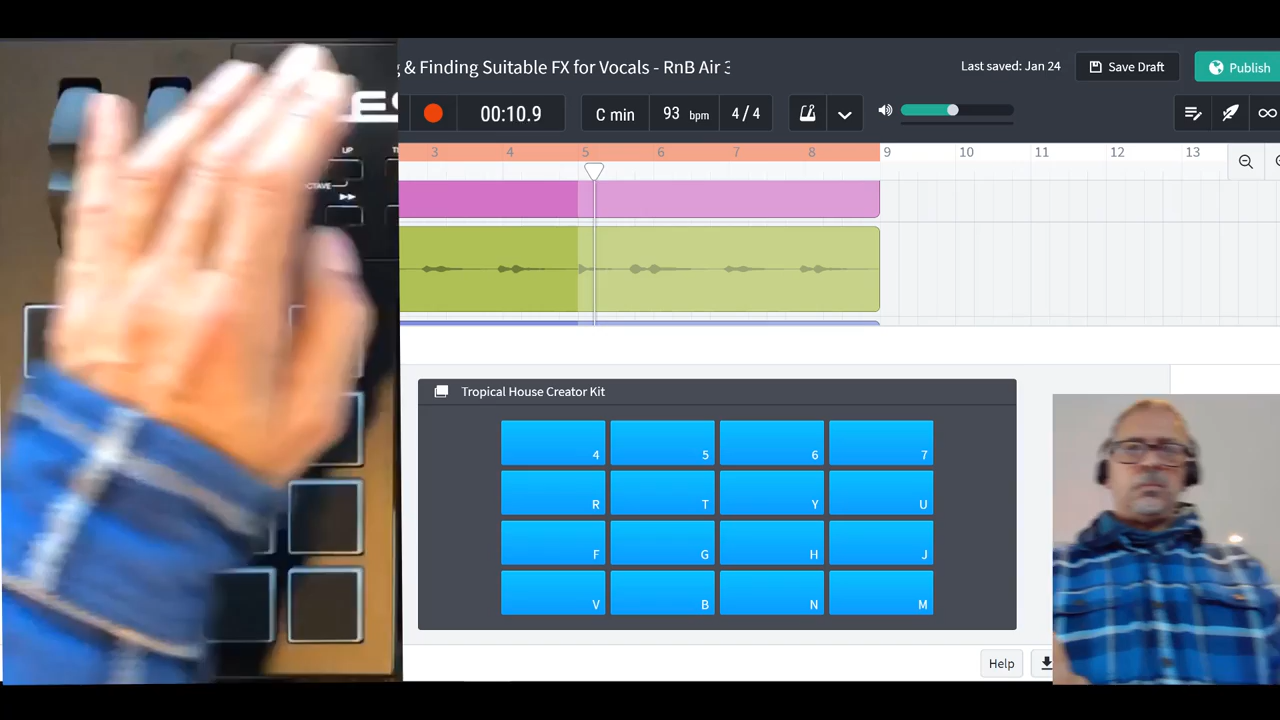 & Finding Suitable FX for Vocals - RnB Air 3
Last saved: Jan 24
Save Draft
Publish
00:10.9
C min
93 bpm
4 / 4
3 4 5 6 7 8 9 10 11 12 13
UP
OCTAVE
Tropical House Creator Kit
4 5 6 7
R T Y U
F G H J
V B N M
Help